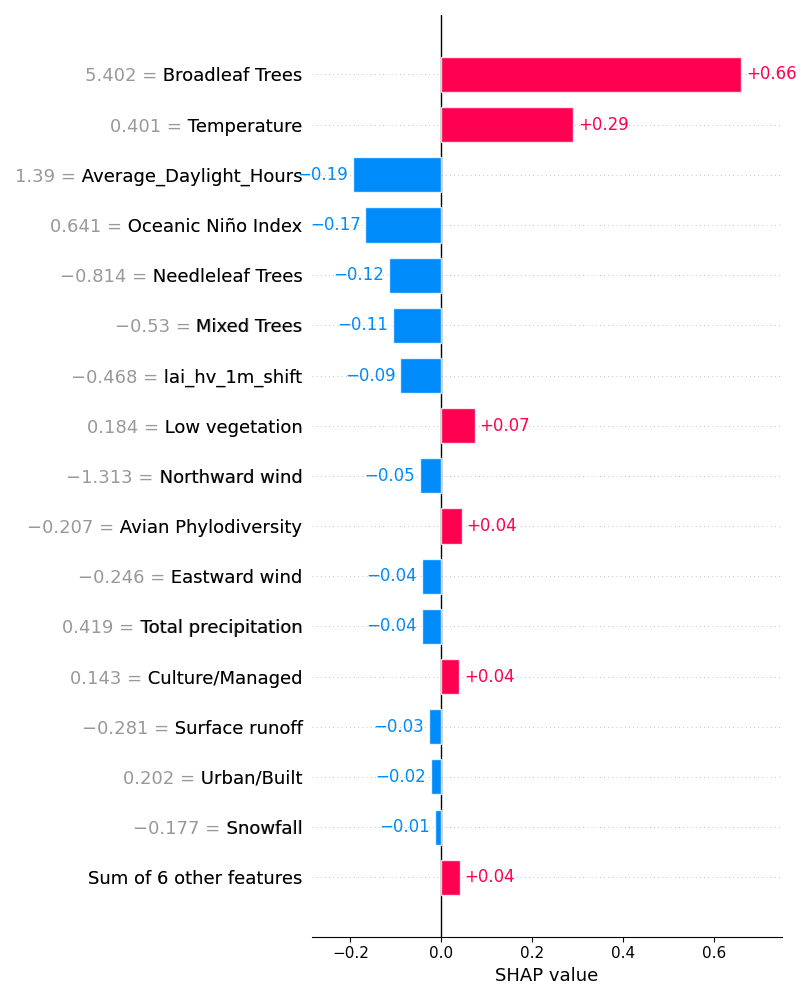 5.402 = Broadleaf Trees +0.66
0.401 = Temperature +0.29
1.39 = Average_Daylight_Hours −0.19
0.641 = Oceanic Niño Index −0.17
−0.814 = Needleleaf Trees −0.12
−0.53 = Mixed Trees −0.11
−0.468 = lai_hv_1m_shift −0.09
0.184 = Low vegetation +0.07
−1.313 = Northward wind −0.05
−0.207 = Avian Phylodiversity +0.04
−0.246 = Eastward wind −0.04
0.419 = Total precipitation −0.04
0.143 = Culture/Managed +0.04
−0.281 = Surface runoff −0.03
0.202 = Urban/Built −0.02
−0.177 = Snowfall −0.01
Sum of 6 other features +0.04
−0.2 0.0 0.2 0.4 0.6
SHAP value